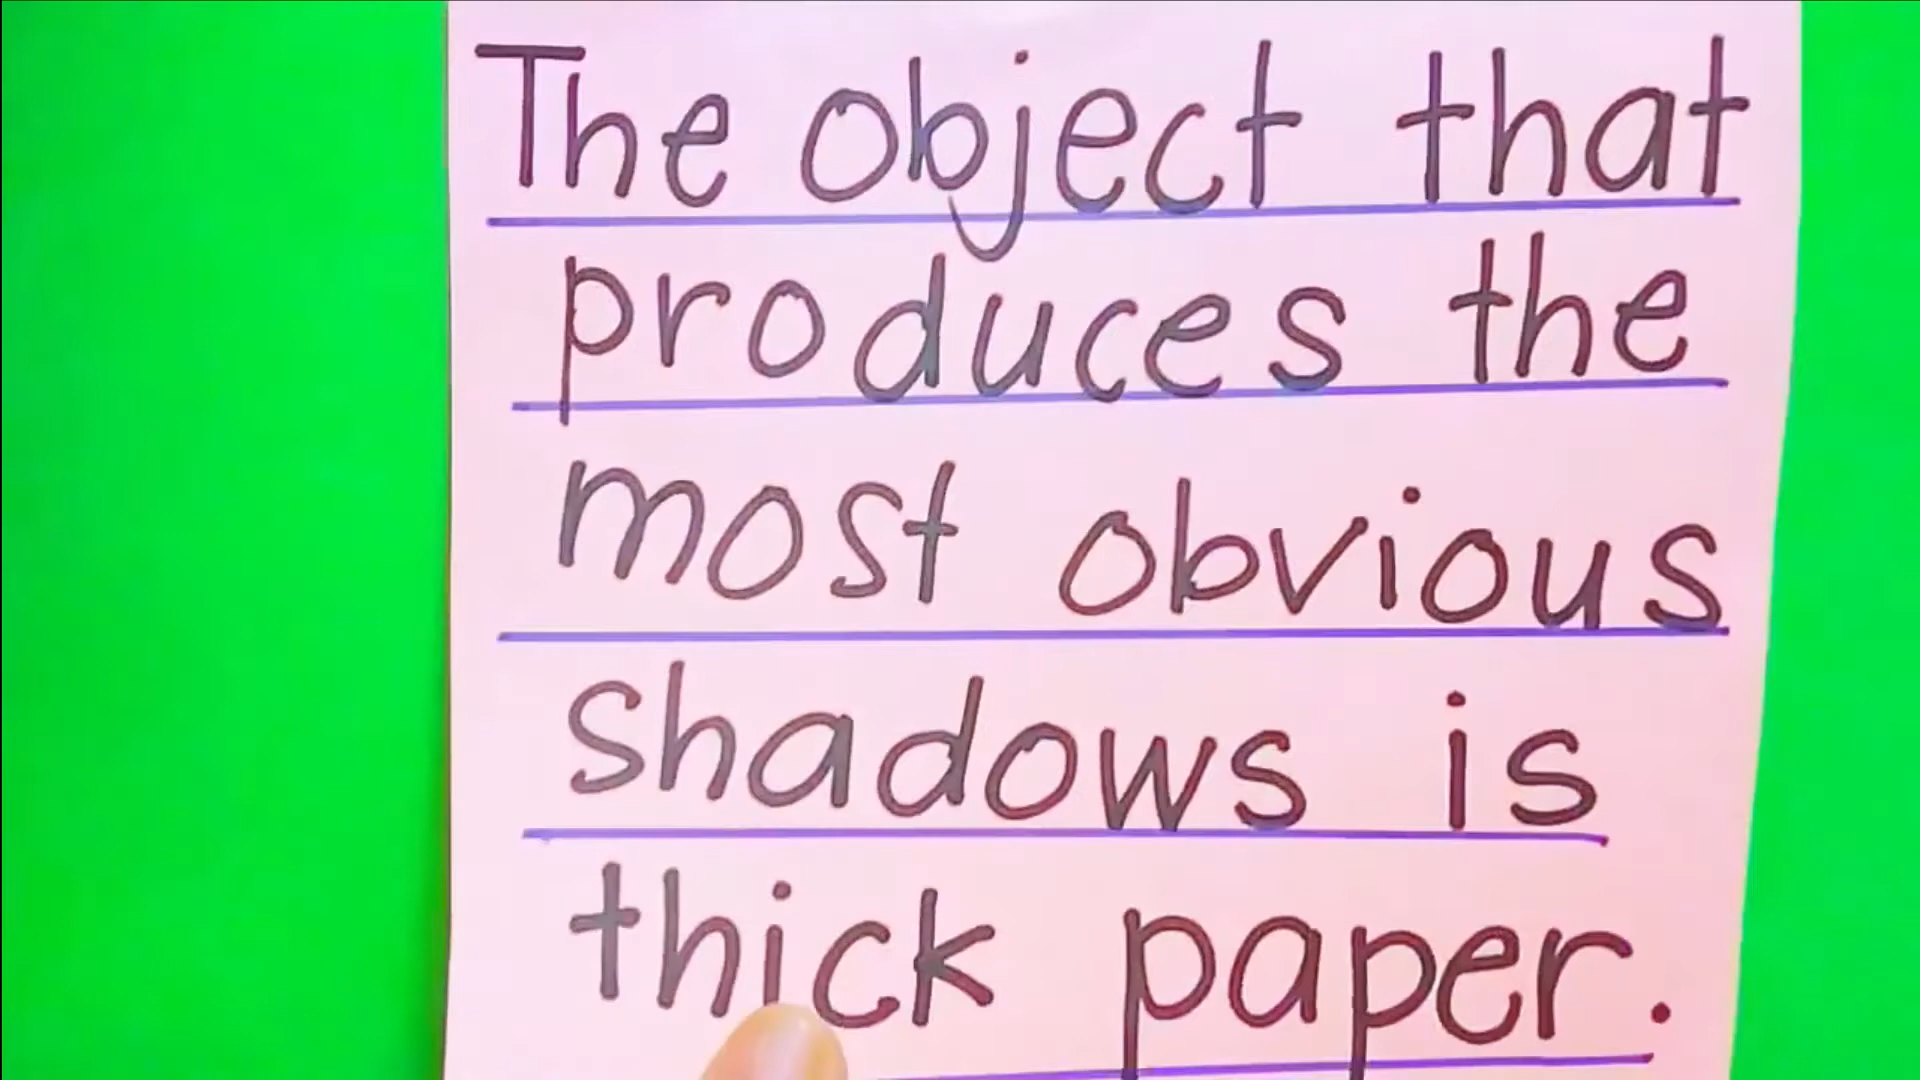 The object that
produces the
most obvious
shadows is
thick paper.